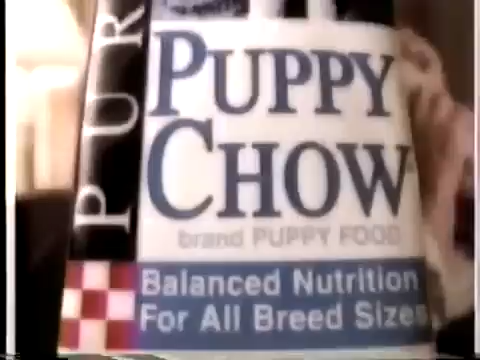 PUR
PUPPY
CHOW
brand PUPPY FOOD
Balanced Nutrition
For All Breed Sizes